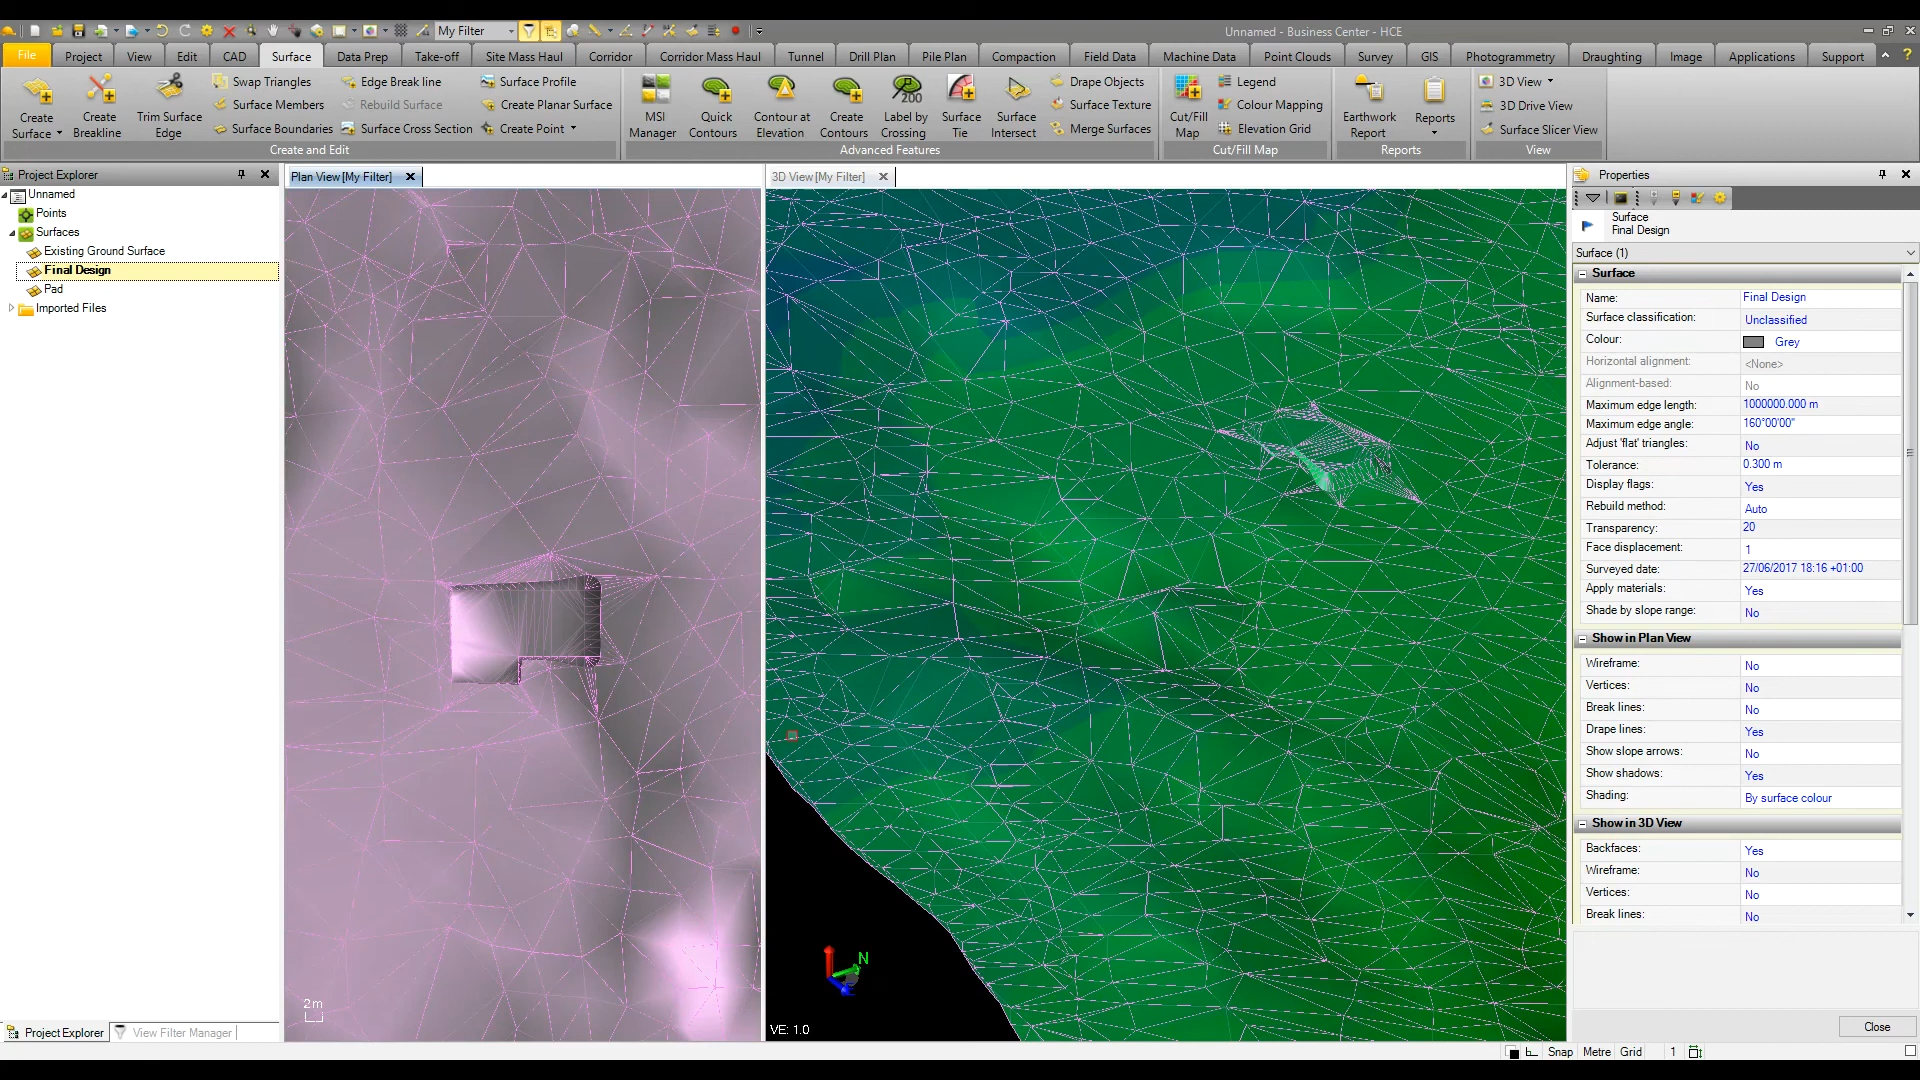 My Filter
Unnamed - Business Center - HCE
File Project View Edit CAD Surface Data Prep Take-off Site Mass Haul Corridor Corridor Mass Haul Tunnel Drill Plan Pile Plan Compaction Field Data Machine Data Point Clouds Survey GIS Photogrammetry Draughting Image Applications Support
Create Surface
Create Breakline
Trim Surface Edge
Swap Triangles
Surface Members
Surface Boundaries
Edge Break line
Rebuild Surface
Surface Cross Section
Surface Profile
Create Planar Surface
Create Point
Create and Edit
MSI Manager
Quick Contours
Contour at Elevation
Create Contours
200
Label by Crossing
Surface Tie
Surface Intersect
Drape Objects
Surface Texture
Merge Surfaces
Advanced Features
Cut/Fill Map
Legend
Colour Mapping
Elevation Grid
Cut/Fill Map
Earthwork Report
Reports
Reports
3D View
3D Drive View
Surface Slicer View
View
Project Explorer
Unnamed
Points
Surfaces
Existing Ground Surface
Final Design
Pad
Imported Files
Project Explorer
View Filter Manager
Plan View[My Filter]
2m
3D View[My Filter]
N
VE: 1.0
Properties
Surface
Final Design
Surface (1)
Surface
Name: Final Design
Surface classification: Unclassified
Colour: Grey
Horizontal alignment: <None>
Alignment-based: No
Maximum edge length: 1000000.000 m
Maximum edge angle: 160°00'00"
Adjust 'flat' triangles: No
Tolerance: 0.300 m
Display flags: Yes
Rebuild method: Auto
Transparency: 20
Face displacement: 1
Surveyed date: 27/06/2017 18:16 +01:00
Apply materials: Yes
Shade by slope range: No
Show in Plan View
Wireframe: No
Vertices: No
Break lines: No
Drape lines: Yes
Show slope arrows: No
Show shadows: Yes
Shading: By surface colour
Show in 3D View
Backfaces: Yes
Wireframe: No
Vertices: No
Break lines: No
Close
Snap Metre Grid 1